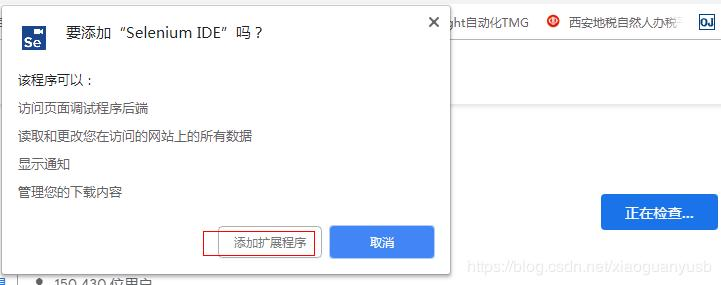 Se
要添加“Selenium IDE”吗？
ght自动化TMG
西安地税自然人办税
OJ
该程序可以：
访问页面调试程序后端
读取和更改您在访问的网站上的所有数据
显示通知
管理您的下载内容
正在检查...
添加扩展程序
取消
https://blog.csdn.net/xiaoguanyusb
150,430 位用户